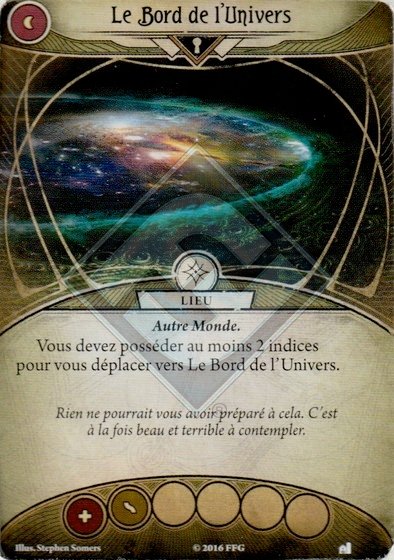 Le Bord de l'Univers
LIEU
Autre Monde.
Vous devez posséder au moins 2 indices
pour vous déplacer vers Le Bord de l'Univers.
Rien ne pourrait vous avoir préparé à cela. C'est
à la fois beau et terrible à contempler.
Illus. Stephen Somers
© 2016 FFG